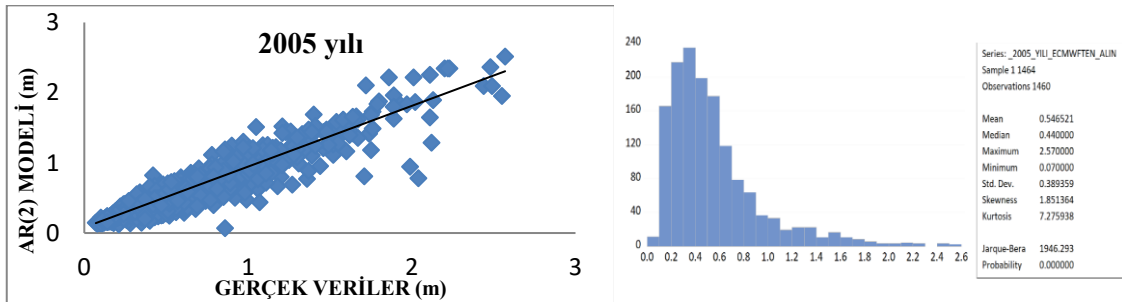 2005 yılı
AR(2) MODELİ (m)
3
2
1
0
0 1 2 3
GERÇEK VERİLER (m)
240
200
160
120
80
40
0
0.0 0.2 0.4 0.6 0.8 1.0 1.2 1.4 1.6 1.8 2.0 2.2 2.4 2.6
Series: _2005_YILI_ECMWFTEN_ALIN
Sample 1 1464
Observations 1460
Mean 0.546521
Median 0.440000
Maximum 2.570000
Minimum 0.070000
Std. Dev. 0.389359
Skewness 1.851364
Kurtosis 7.275938
Jarque-Bera 1946.293
Probability 0.000000